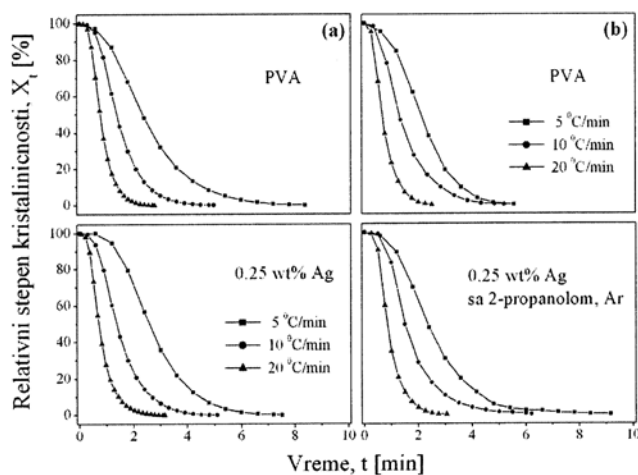 Relativni stepen kristalinicnosti, Xₜ [%]
100
80
60
40
20
0
(a)
PVA
100
80
60
40
20
0
0.25 wt% Ag
5 °C/min
10 °C/min
20 °C/min
0 2 4 6 8 10
(b)
PVA
5 °C/min
10 °C/min
20 °C/min
0.25 wt% Ag
sa 2-propanolom, Ar
0 2 4 6 8 10
Vreme, t [min]